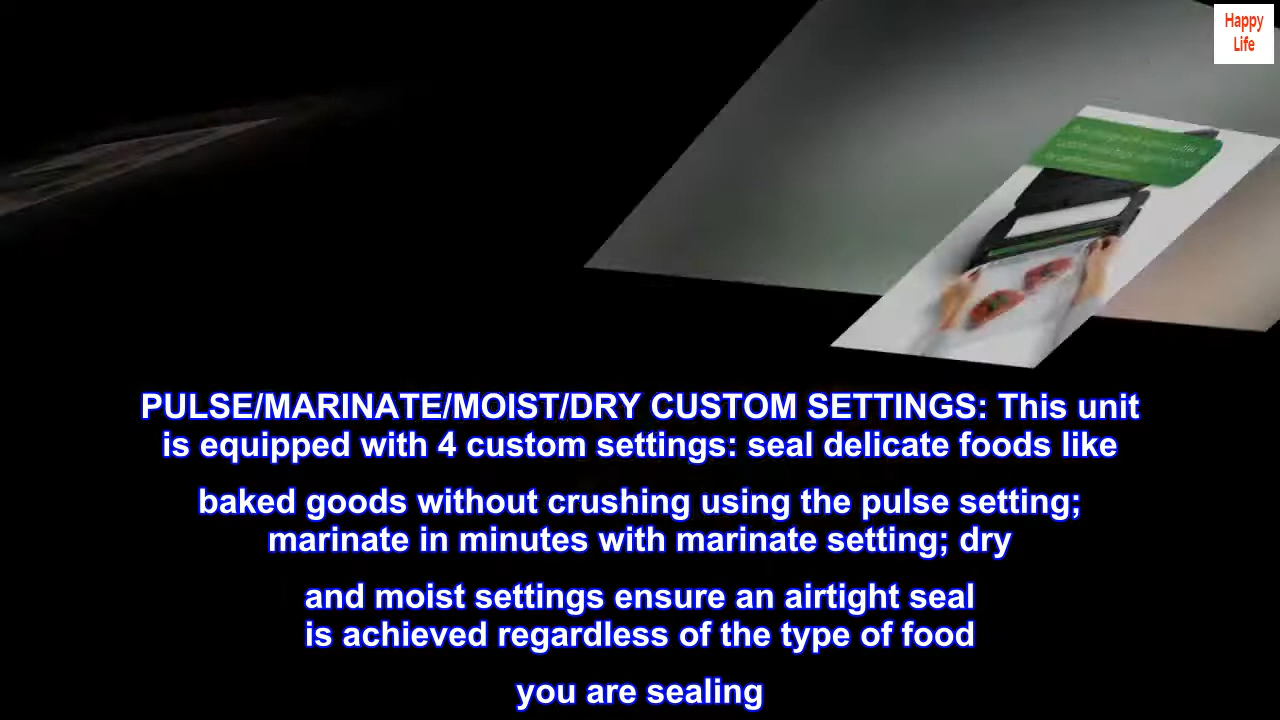 Happy
Life
PULSE/MARINATE/MOIST/DRY CUSTOM SETTINGS: This unit
is equipped with 4 custom settings: seal delicate foods like
baked goods without crushing using the pulse setting;
marinate in minutes with marinate setting; dry
and moist settings ensure an airtight seal
is achieved regardless of the type of food
you are sealing